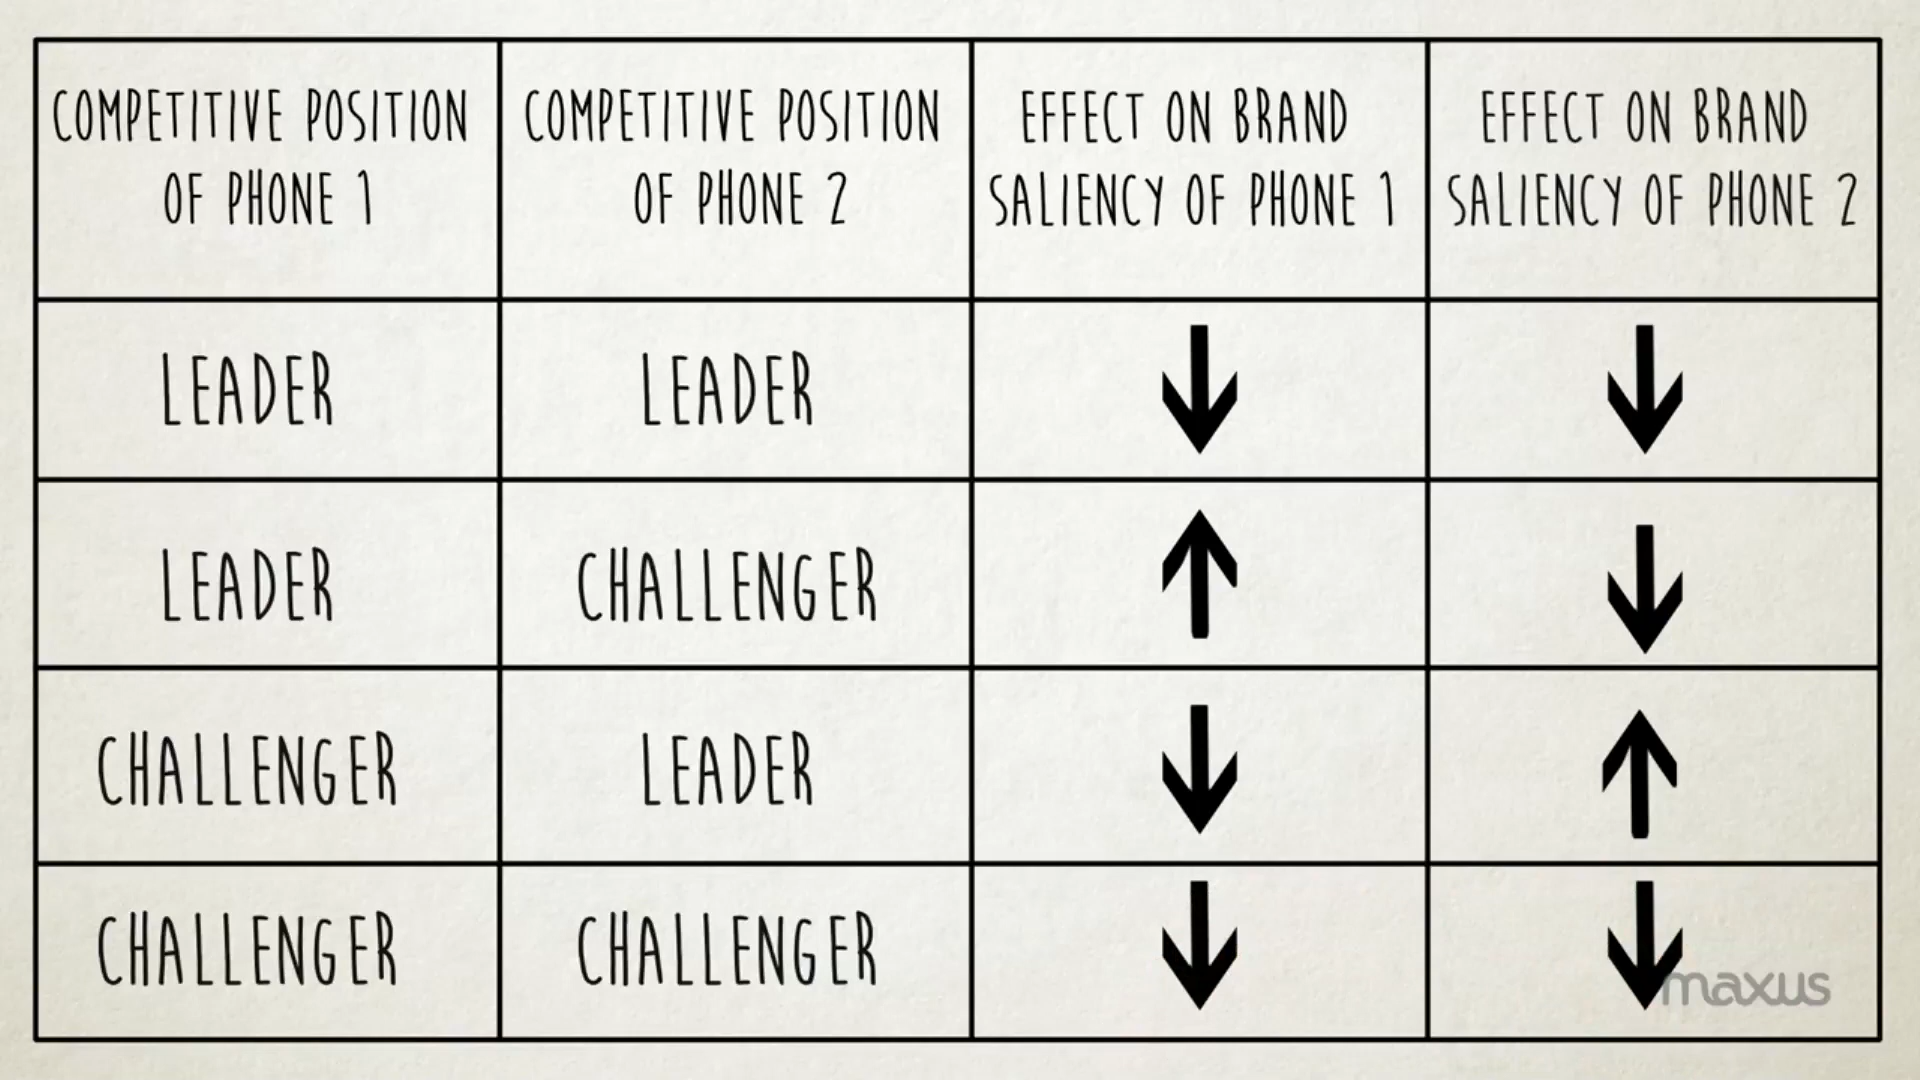 COMPETITIVE POSITION
OF PHONE 1
COMPETITIVE POSITION
OF PHONE 2
EFFECT ON BRAND
SALIENCY OF PHONE 1
EFFECT ON BRAND
SALIENCY OF PHONE 2
LEADER
LEADER
LEADER
CHALLENGER
CHALLENGER
LEADER
CHALLENGER
CHALLENGER
maxus